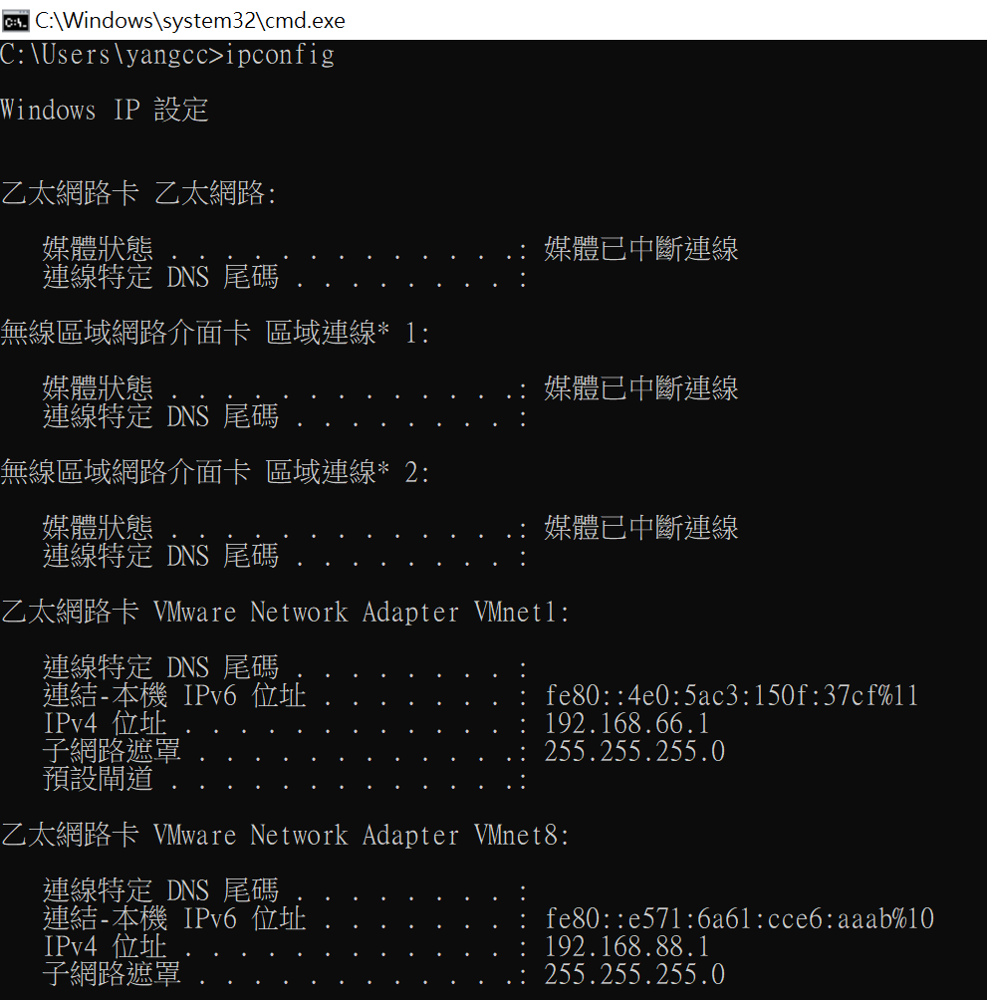 C:\Windows\system32\cmd.exe
C:\Users\yangcc>ipconfig
Windows IP 設定
乙太網路卡 乙太網路:
媒體狀態 . . . . . . . . . . . . .: 媒體已中斷連線
連線特定 DNS 尾碼 . . . . . . . . :
無線區域網路介面卡 區域連線* 1:
媒體狀態 . . . . . . . . . . . . .: 媒體已中斷連線
連線特定 DNS 尾碼 . . . . . . . . :
無線區域網路介面卡 區域連線* 2:
媒體狀態 . . . . . . . . . . . . .: 媒體已中斷連線
連線特定 DNS 尾碼 . . . . . . . . :
乙太網路卡 VMware Network Adapter VMnet1:
連線特定 DNS 尾碼 . . . . . . . . :
連結-本機 IPv6 位址 . . . . . . . : fe80::4e0:5ac3:150f:37cf%11
IPv4 位址 . . . . . . . . . . . . : 192.168.66.1
子網路遮罩 . . . . . . . . . . . .: 255.255.255.0
預設閘道 . . . . . . . . . . . . .:
乙太網路卡 VMware Network Adapter VMnet8:
連線特定 DNS 尾碼 . . . . . . . . :
連結-本機 IPv6 位址 . . . . . . . : fe80::e571:6a61:cce6:aaab%10
IPv4 位址 . . . . . . . . . . . . : 192.168.88.1
子網路遮罩 . . . . . . . . . . . .: 255.255.255.0